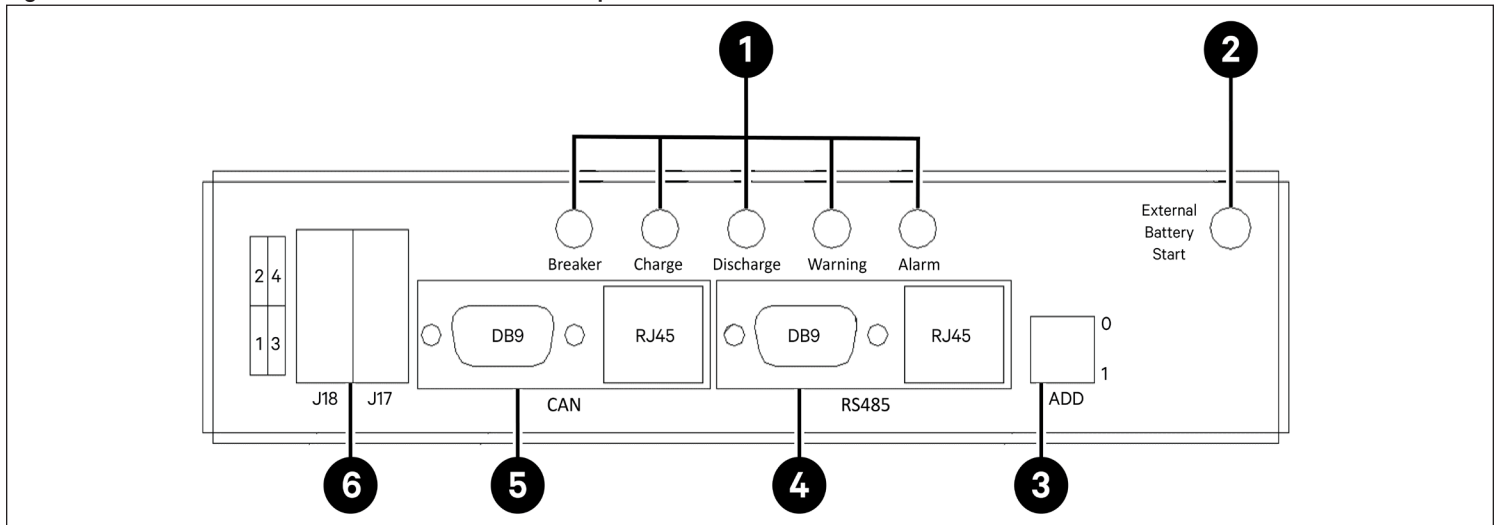 1
2
External
Battery
Start
Breaker
Charge
Discharge
Warning
Alarm
2 4
1 3
DB9
RJ45
DB9
RJ45
0
1
J18
J17
CAN
RS485
ADD
6
5
4
3